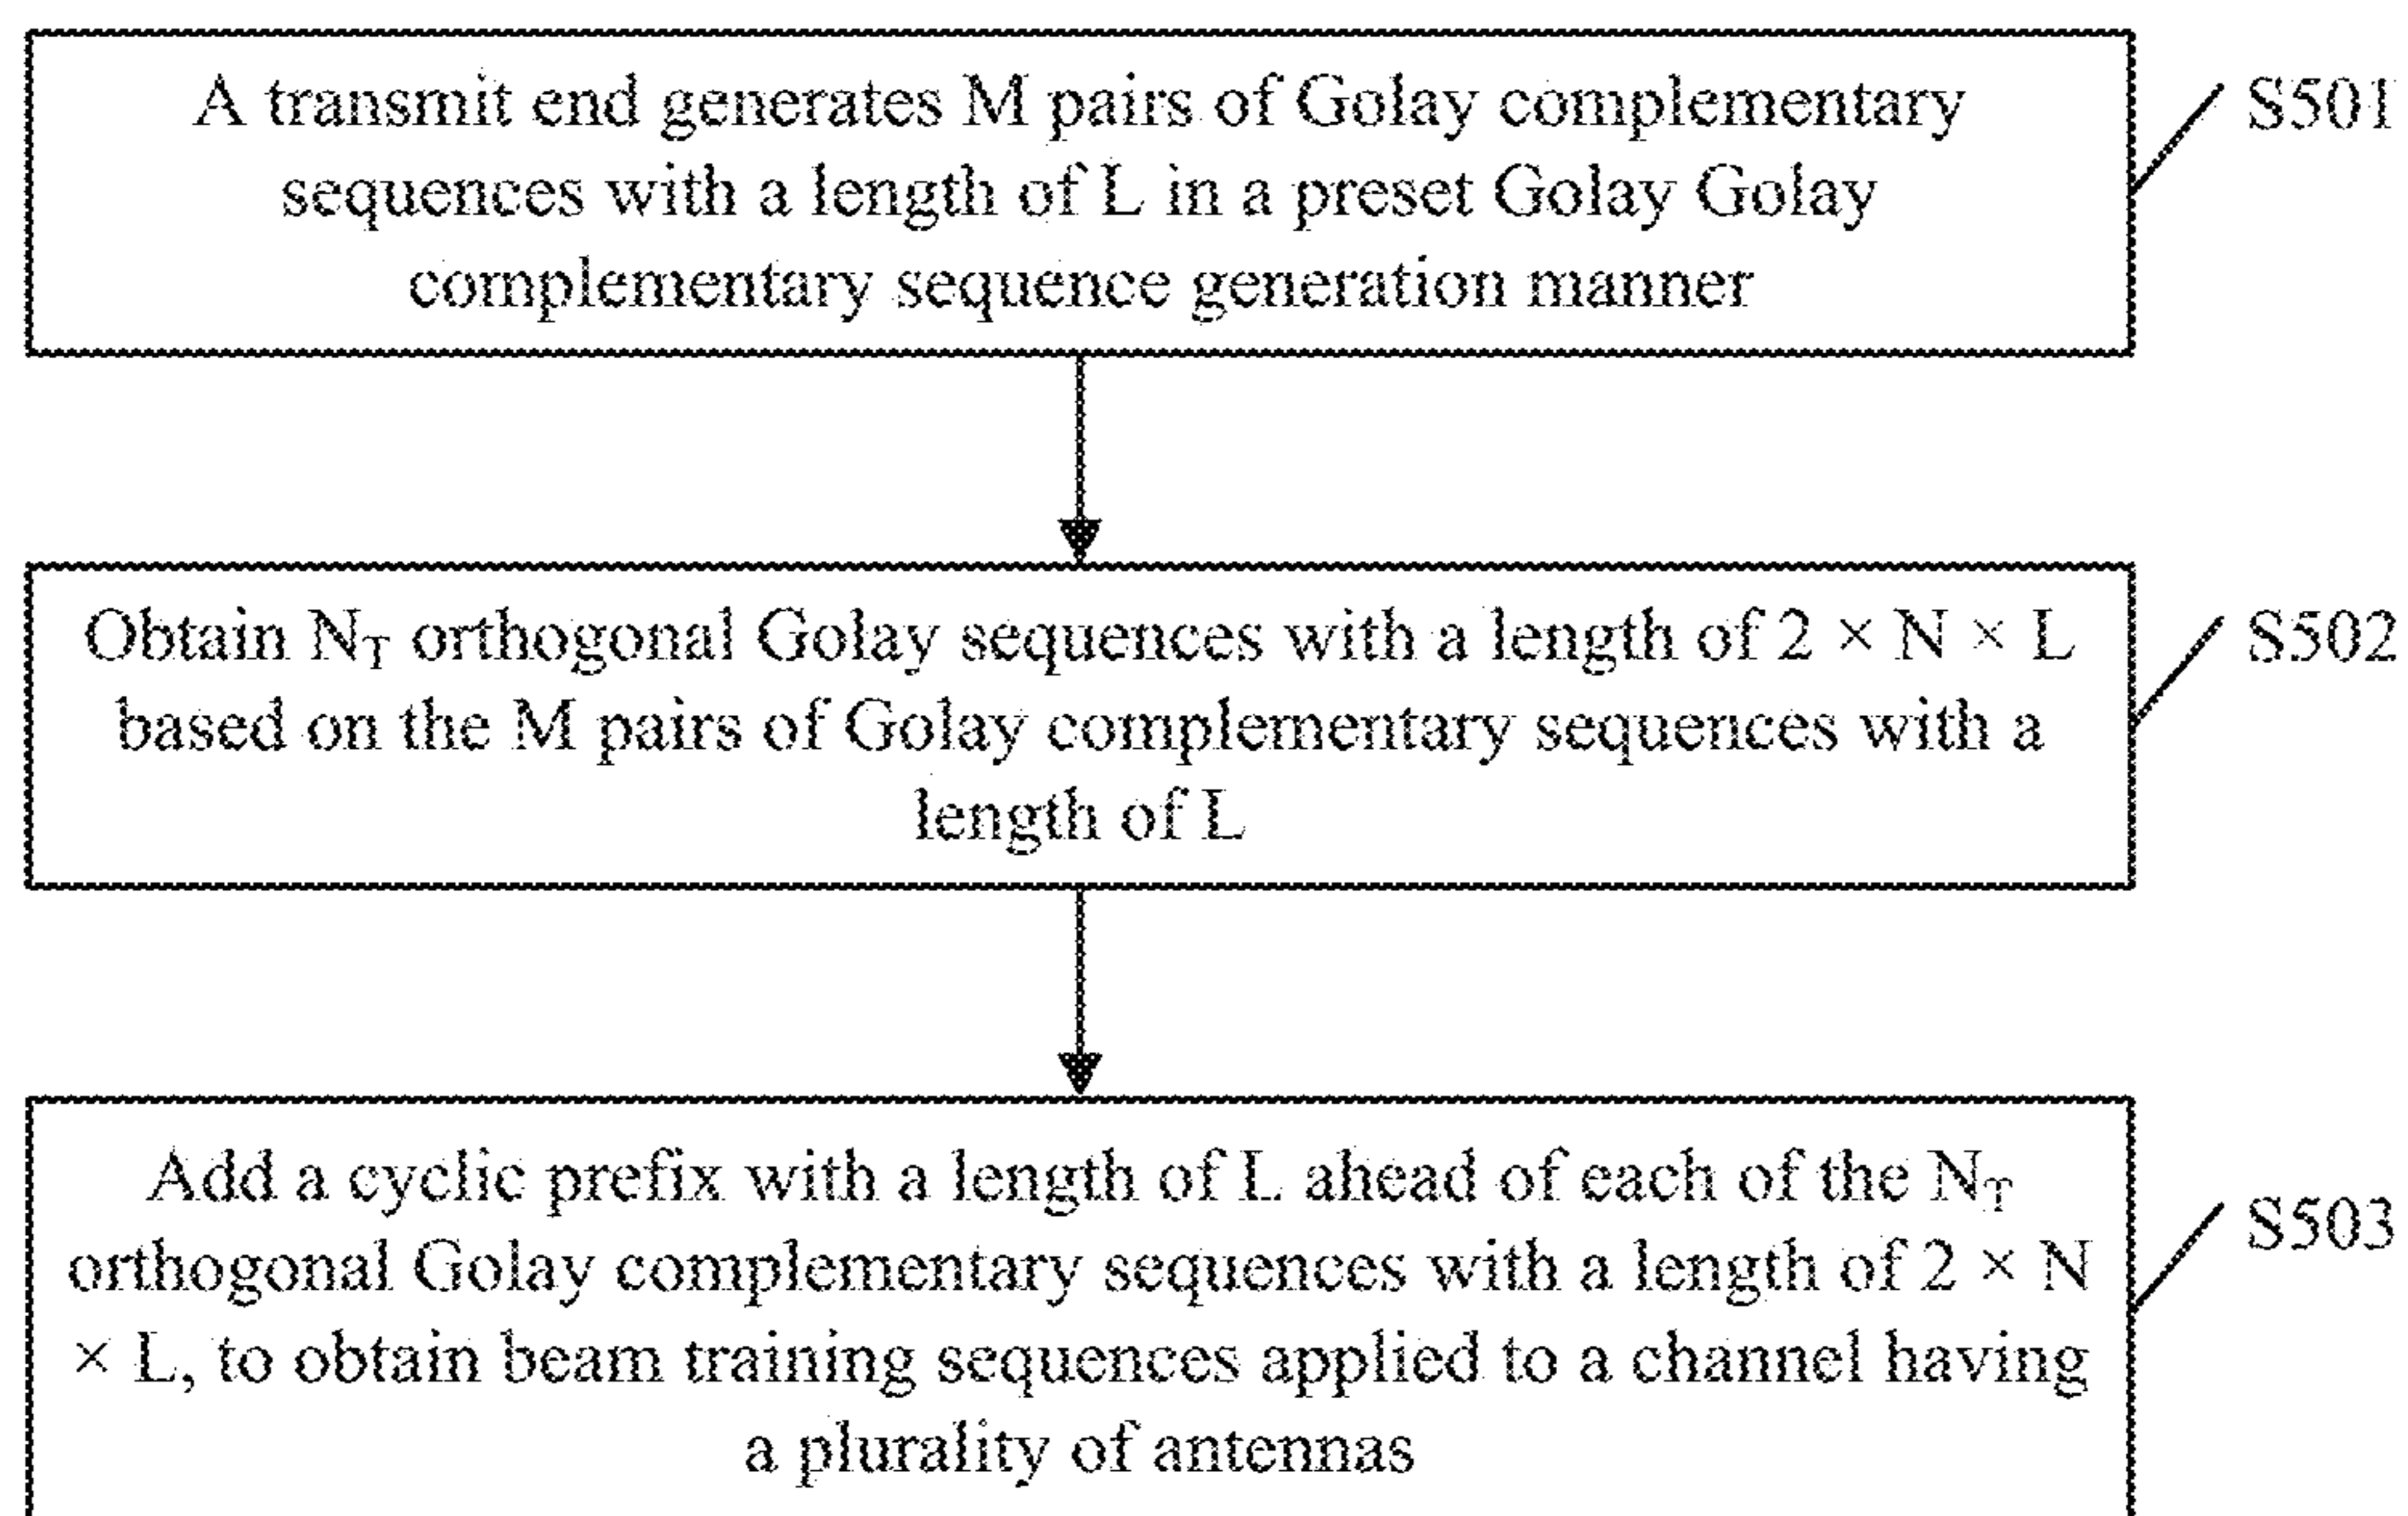 A transmit end generates M pairs of Golay complementary
sequences with a length of L in a preset Golay Golay
complementary sequence generation manner
S501
Obtain N_T orthogonal Golay sequences with a length of 2 × N × L
based on the M pairs of Golay complementary sequences with a
length of L
S502
Add a cyclic prefix with a length of L ahead of each of the N_T
orthogonal Golay complementary sequences with a length of 2 × N
× L, to obtain beam training sequences applied to a channel having
a plurality of antennas
S503